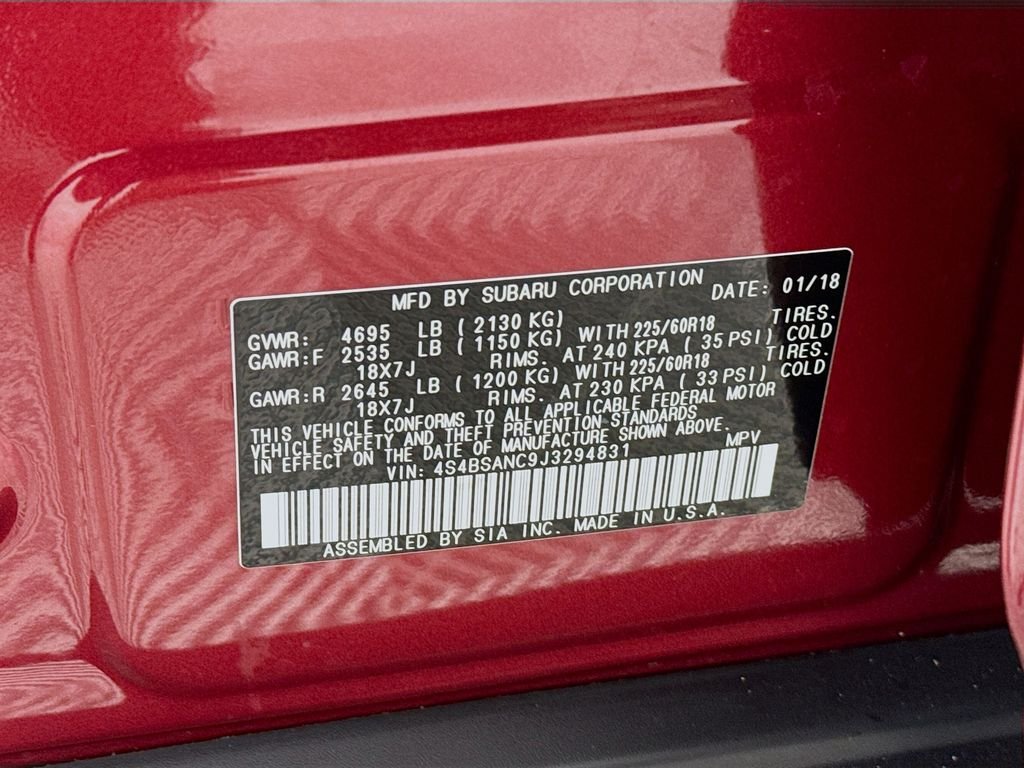 MFD BY SUBARU CORPORATION DATE: 01/18
GVWR: 4695 LB ( 2130 KG)
GAWR:F 2535 LB ( 1150 KG) WITH 225/60R18 TIRES.
18X7J RIMS. AT 240 KPA ( 35 PSI) COLD
GAWR:R 2645 LB ( 1200 KG) WITH 225/60R18 TIRES.
18X7J RIMS. AT 230 KPA ( 33 PSI) COLD
THIS VEHICLE CONFORMS TO ALL APPLICABLE FEDERAL MOTOR
VEHICLE SAFETY AND THEFT PREVENTION STANDARDS
IN EFFECT ON THE DATE OF MANUFACTURE SHOWN ABOVE.
VIN: 4S4BSANC9J3294831 MPV
ASSEMBLED BY SIA INC. MADE IN U.S.A.